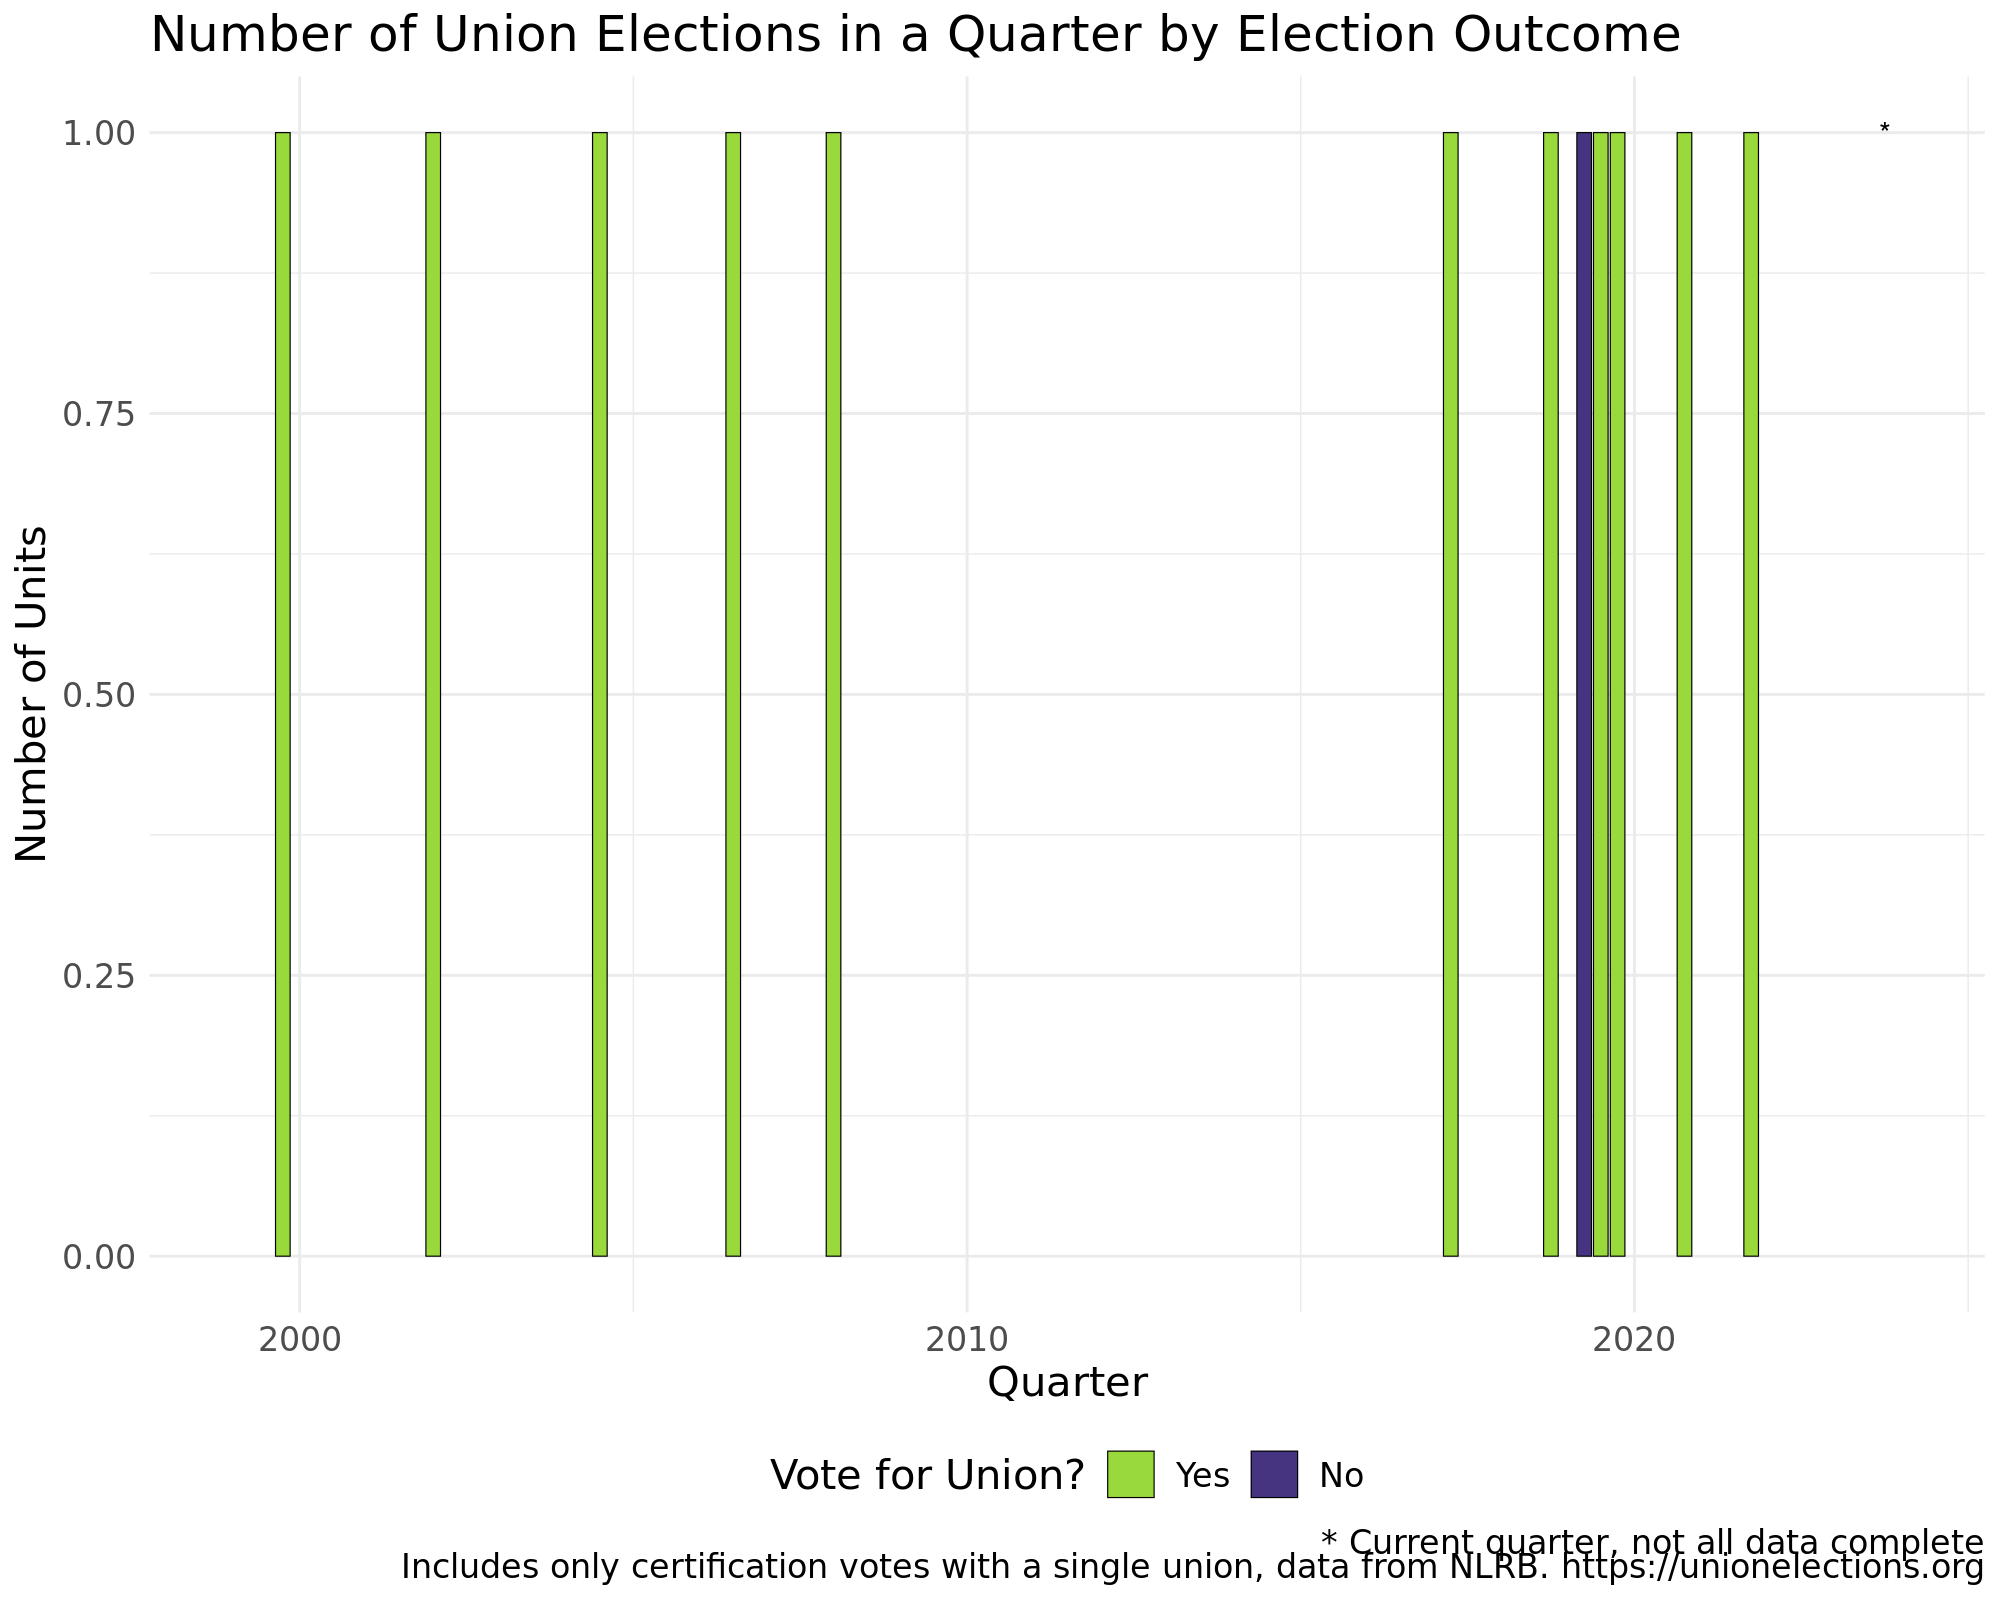 Number of Union Elections in a Quarter by Election Outcome
*
1.00
0.75
0.50
0.25
0.00
Number of Units
2000 2010 2020
Quarter
Vote for Union? Yes No
* Current quarter, not all data complete
Includes only certification votes with a single union, data from NLRB. https://unionelections.org